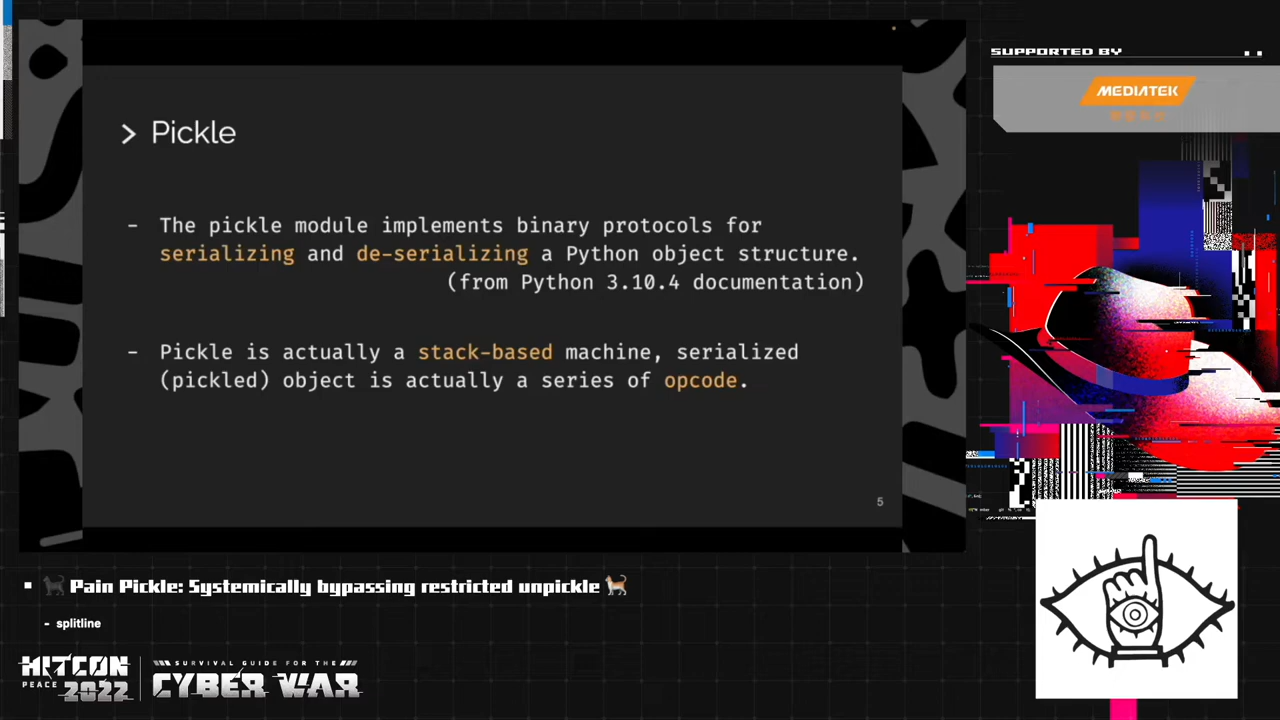 SUPPORTED BY
MEDIATEK
> Pickle
- The pickle module implements binary protocols for
serializing and de-serializing a Python object structure.
(from Python 3.10.4 documentation)
- Pickle is actually a stack-based machine, serialized
(pickled) object is actually a series of opcode.
5
🐈‍⬛ Pain Pickle: Systemically bypassing restricted unpickle 🐈
- splitline
HITCON
PEACE 2022
SURVIVAL GUIDE FOR THE
CYBER WAR